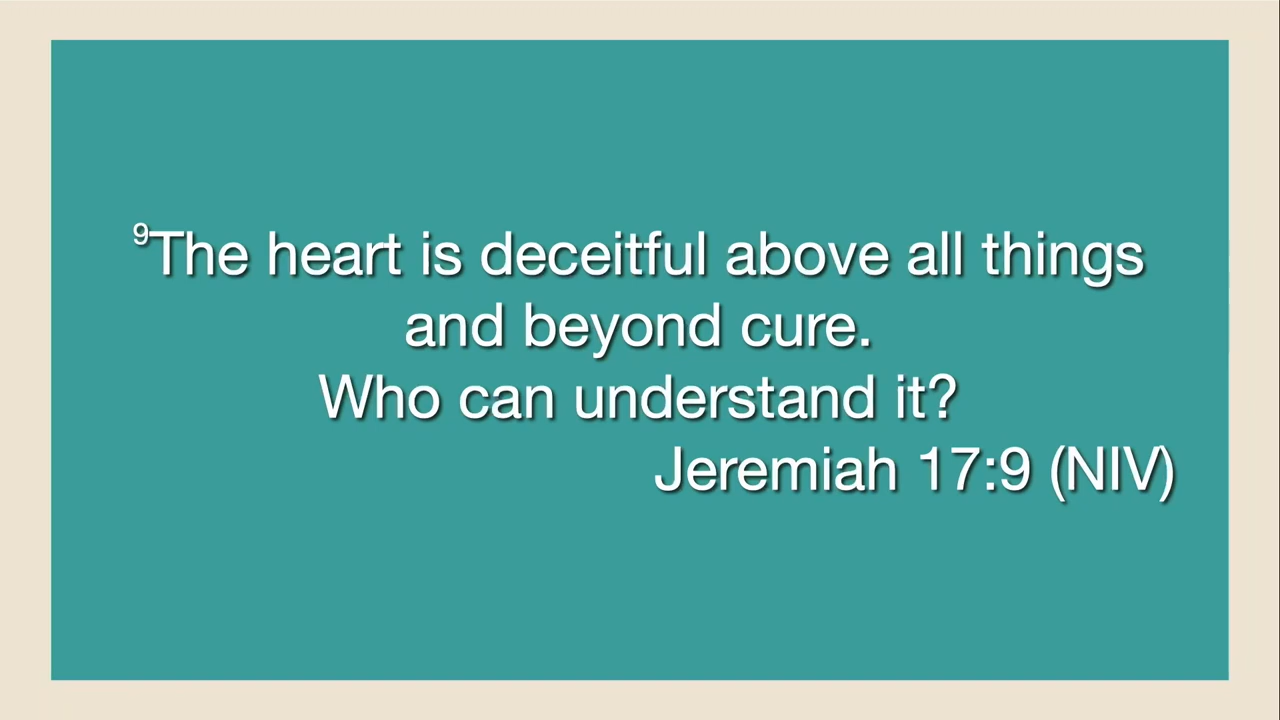 ⁹The heart is deceitful above all things
and beyond cure.
Who can understand it?
Jeremiah 17:9 (NIV)